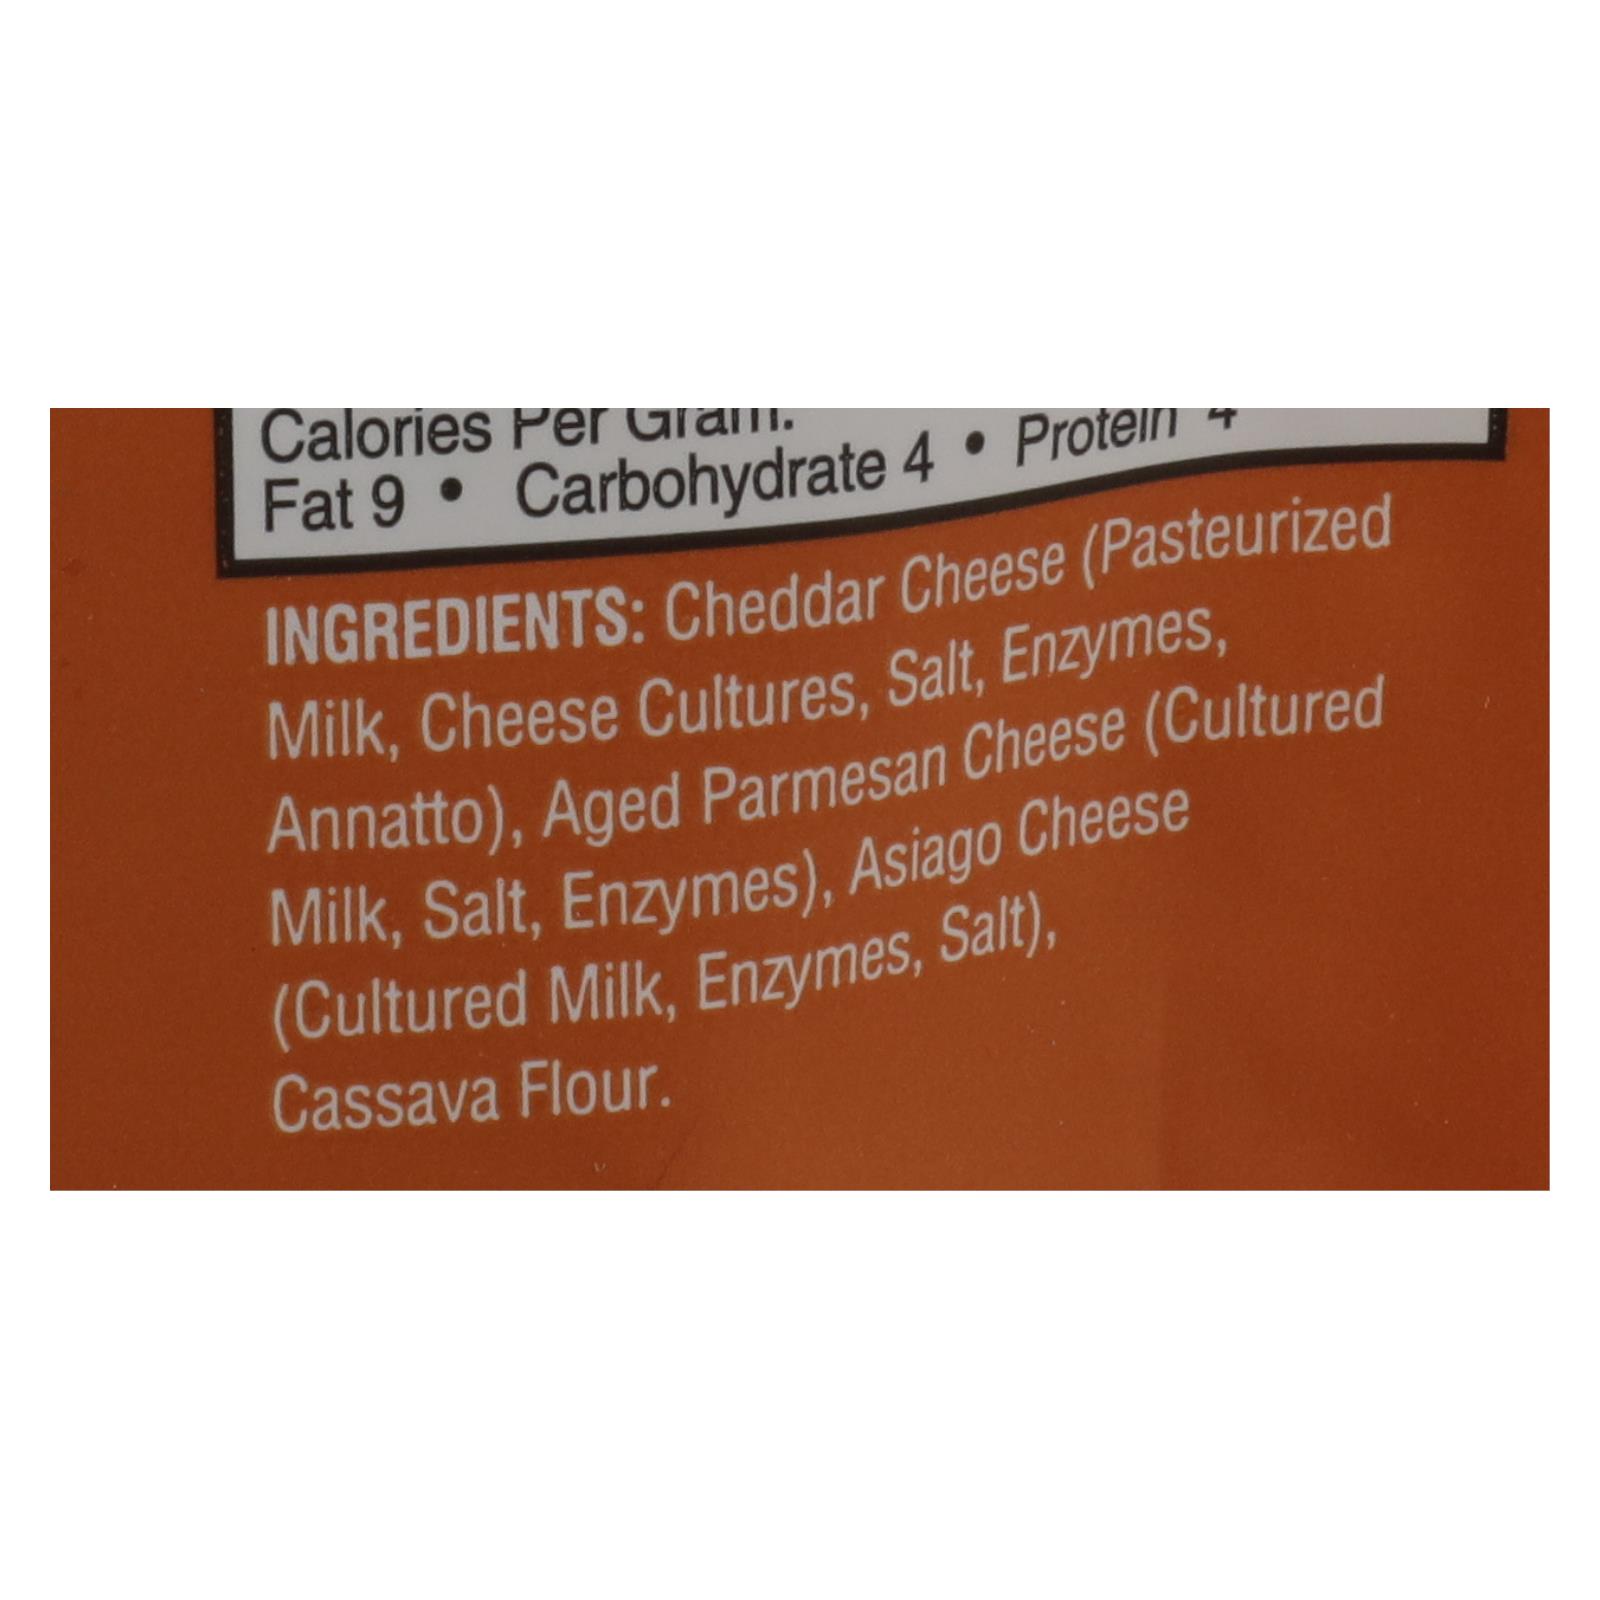 Calories Per Gram:
Fat 9 • Carbohydrate 4 • Protein 4
INGREDIENTS: Cheddar Cheese (Pasteurized
Milk, Cheese Cultures, Salt, Enzymes,
Annatto), Aged Parmesan Cheese (Cultured
Milk, Salt, Enzymes), Asiago Cheese
(Cultured Milk, Enzymes, Salt),
Cassava Flour.